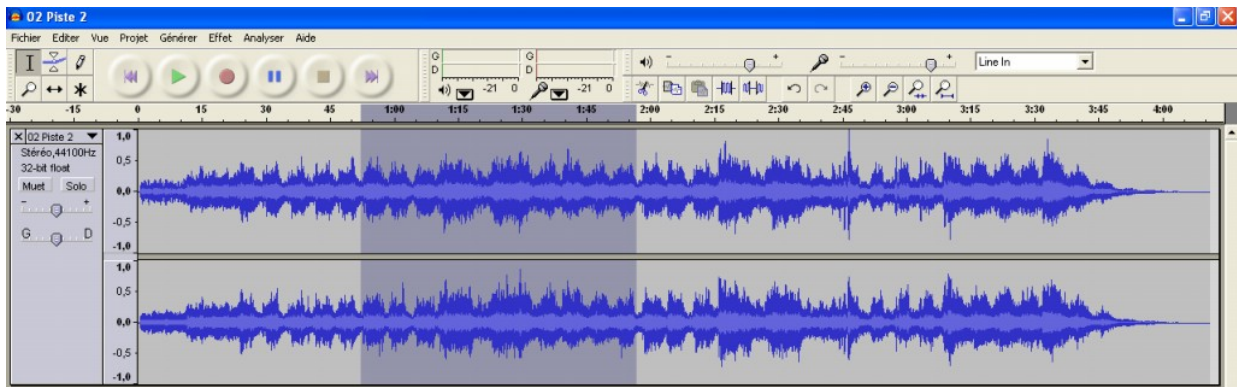 02 Piste 2
Fichier Editer Vue Projet Générer Effet Analyser Aide
G G
D D
-21 0 -21 0
- + - + Line In
-30 -15 0 15 30 45 1:00 1:15 1:30 1:45 2:00 2:15 2:30 2:45 3:00 3:15 3:30 3:45 4:00
02 Piste 2
Stéréo,44100Hz
32-bit float
Muet Solo
- +
G D
1,0
0,5
0,0
-0,5
-1,0
1,0
0,5
0,0
-0,5
-1,0